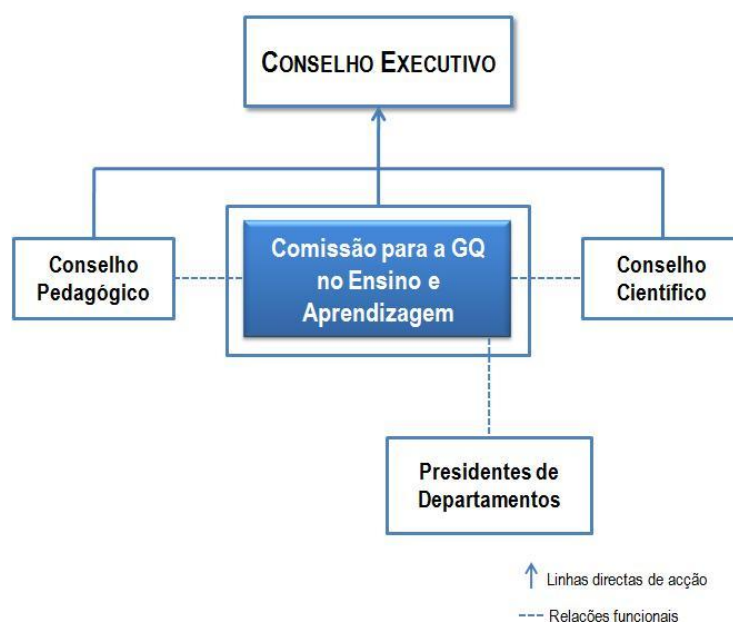 CONSELHO EXECUTIVO
Conselho
Pedagógico
Comissão para a GQ
no Ensino e
Aprendizagem
Conselho
Científico
Presidentes de
Departamentos
Linhas directas de acção
Relações funcionais